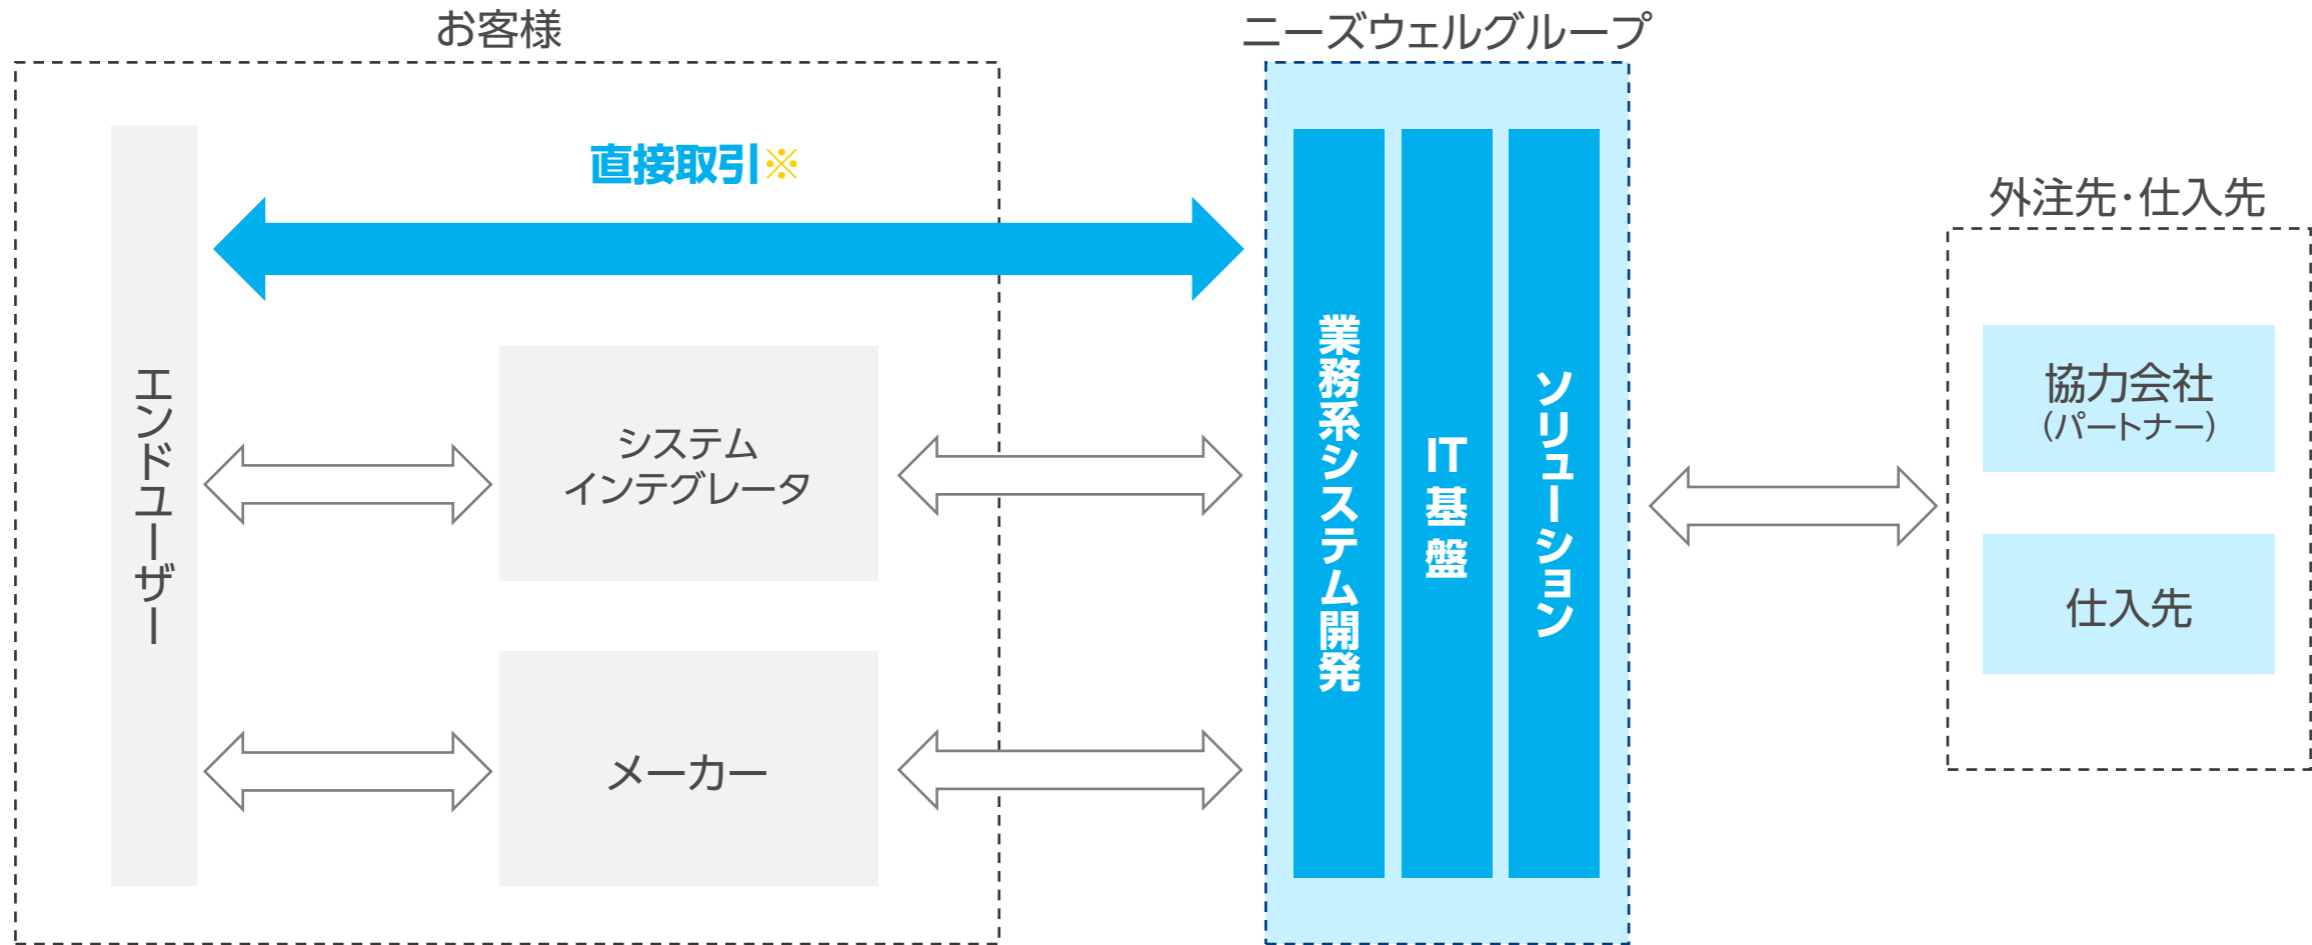 お客様
ニーズウェルグループ
直接取引※
外注先・仕入先
エンドユーザー
システム
インテグレータ
メーカー
業務系システム開発
IT基盤
ソリューション
協力会社
（パートナー）
仕入先